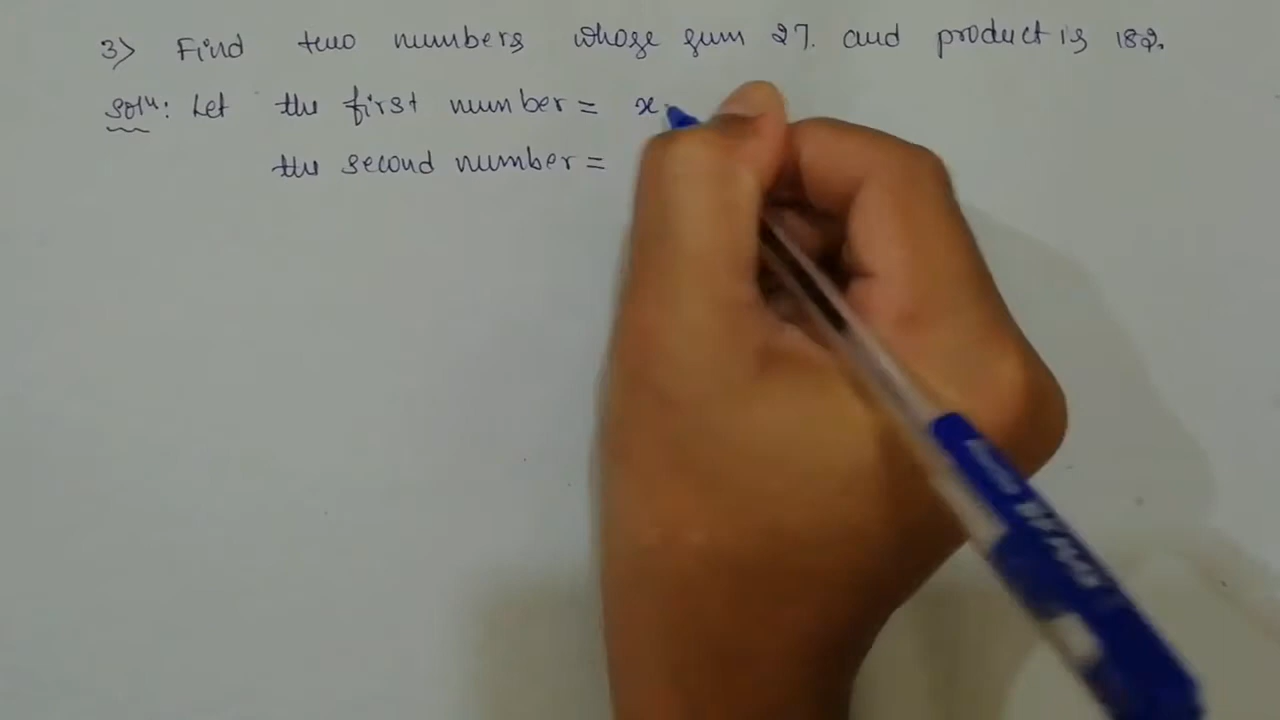 3) Find two numbers whose sum 27. and product is 182.
Solⁿ: Let the first number = x
the second number =